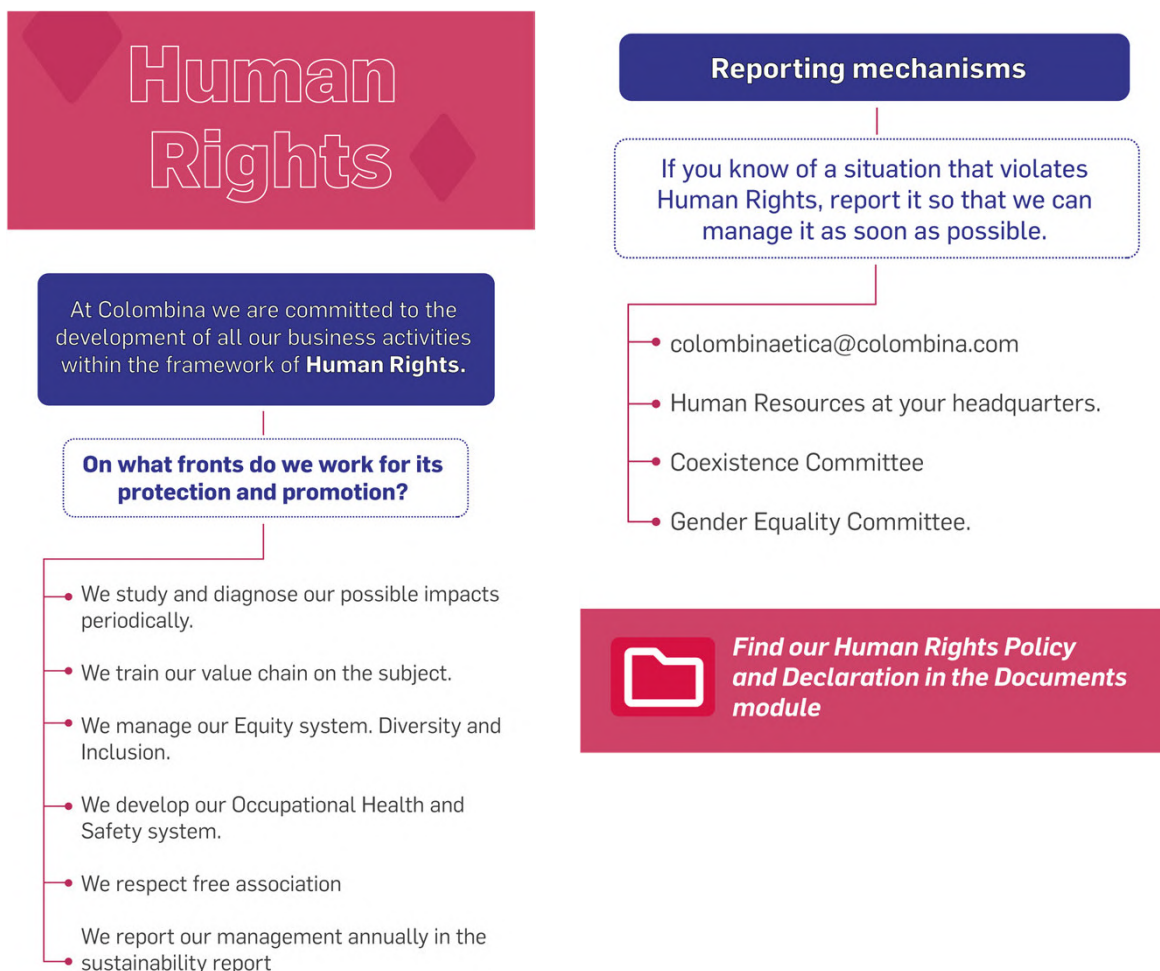 Human
Rights
At Colombina we are committed to the
development of all our business activities
within the framework of Human Rights.
On what fronts do we work for its
protection and promotion?
We study and diagnose our possible impacts
periodically.
We train our value chain on the subject.
We manage our Equity system. Diversity and
Inclusion.
We develop our Occupational Health and
Safety system.
We respect free association
We report our management annually in the
sustainability report
Reporting mechanisms
If you know of a situation that violates
Human Rights, report it so that we can
manage it as soon as possible.
colombinaetica@colombina.com
Human Resources at your headquarters.
Coexistence Committee
Gender Equality Committee.
Find our Human Rights Policy
and Declaration in the Documents
module